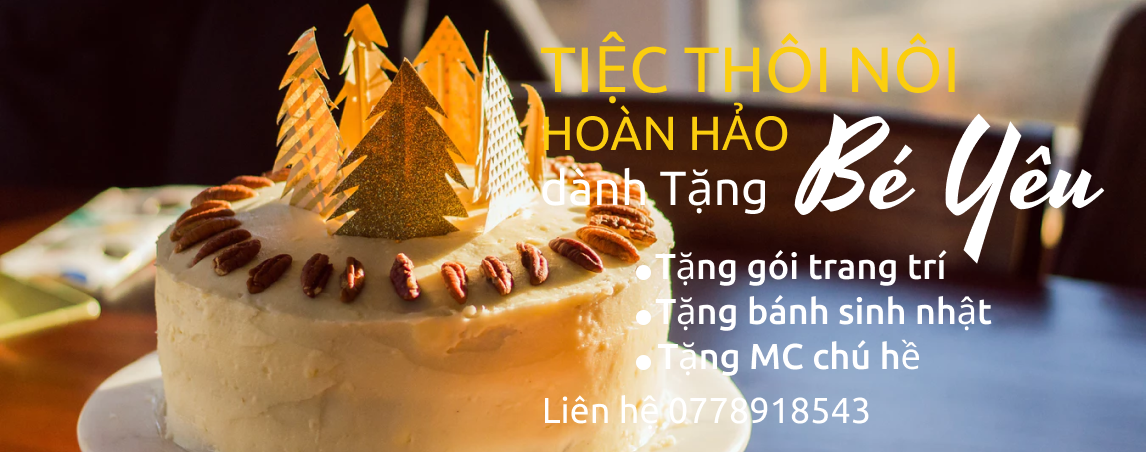 TIỆC THÔI NÔI
HOÀN HẢO
dành Tặng Bé Yêu
Tặng gói trang trí
Tặng bánh sinh nhật
Tặng MC chú hề
Liên hệ 0778918543